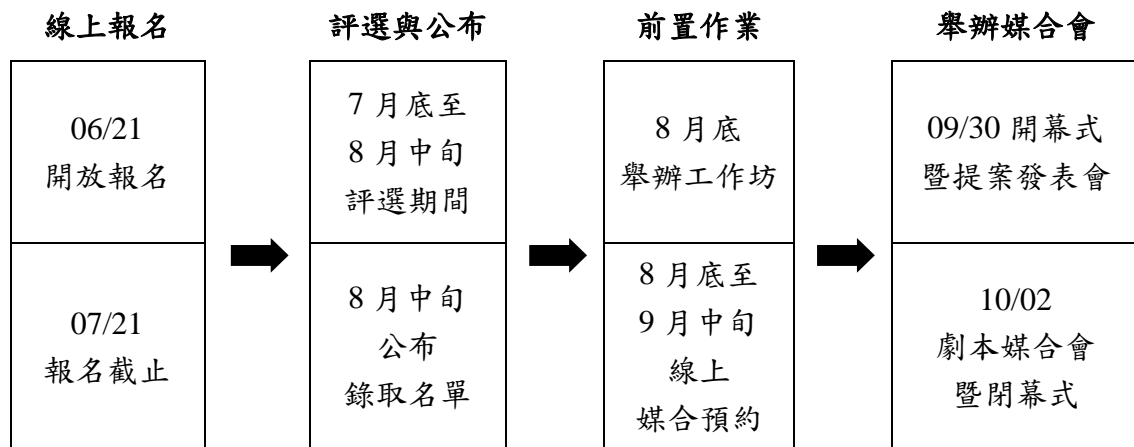 線上報名
06/21
開放報名
07/21
報名截止
評選與公布
7 月底至
8 月中旬
評選期間
8 月中旬
公布
錄取名單
前置作業
8 月底
舉辦工作坊
8 月底至
9 月中旬
線上
媒合預約
舉辦媒合會
09/30 開幕式
暨提案發表會
10/02
劇本媒合會
暨閉幕式